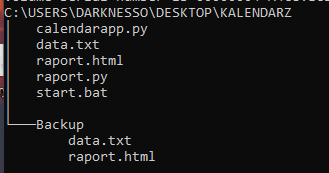 C:\USERS\DARKNESSO\DESKTOP\KALENDARZ
calendarapp.py
data.txt
raport.html
raport.py
start.bat
Backup
data.txt
raport.html